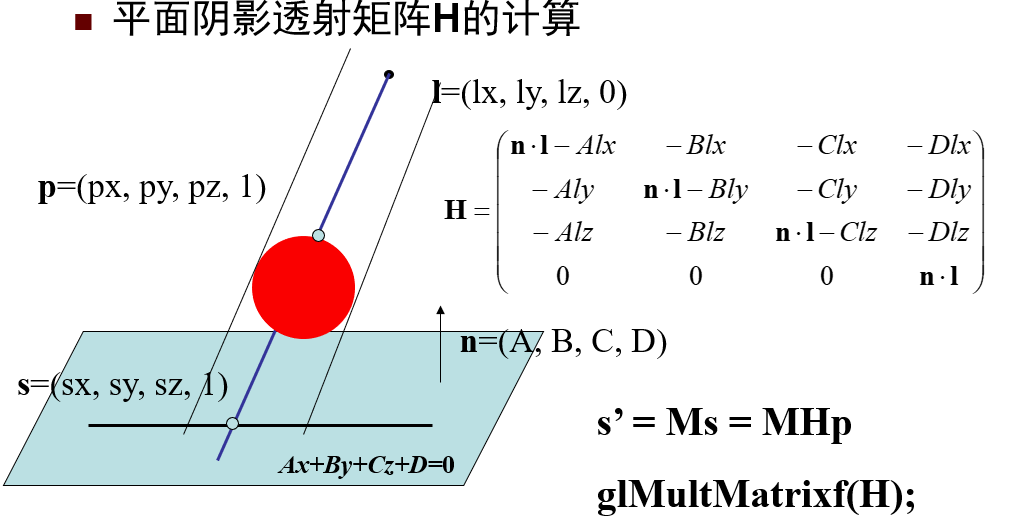 ■ 平面阴影透射矩阵H的计算
l=(lx, ly, lz, 0)
p=(px, py, pz, 1)
H =
n·l－Alx －Blx －Clx －Dlx
－Aly n·l－Bly －Cly －Dly
－Alz －Blz n·l－Clz －Dlz
0 0 0 n·l
n=(A, B, C, D)
s=(sx, sy, sz, 1)
Ax+By+Cz+D=0
s’ = Ms = MHp
glMultMatrixf(H);